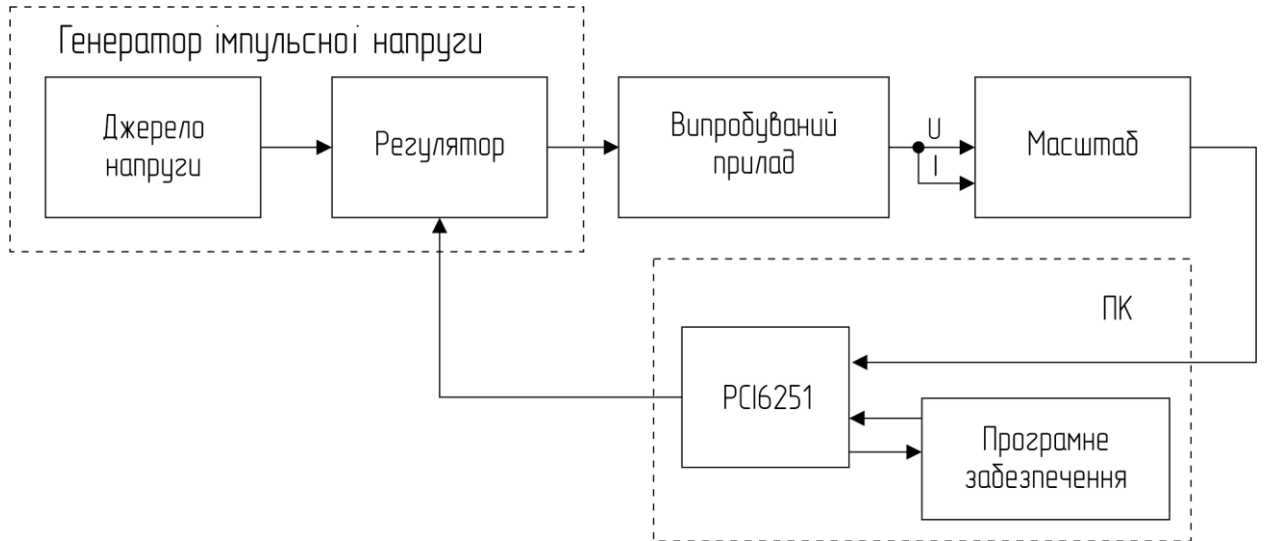 Генератор імпульсної напруги
Джерело
напруги
Регулятор
Випробуваний
прилад
U
I
Масштаб
ПК
PCI6251
Програмне
забезпечення